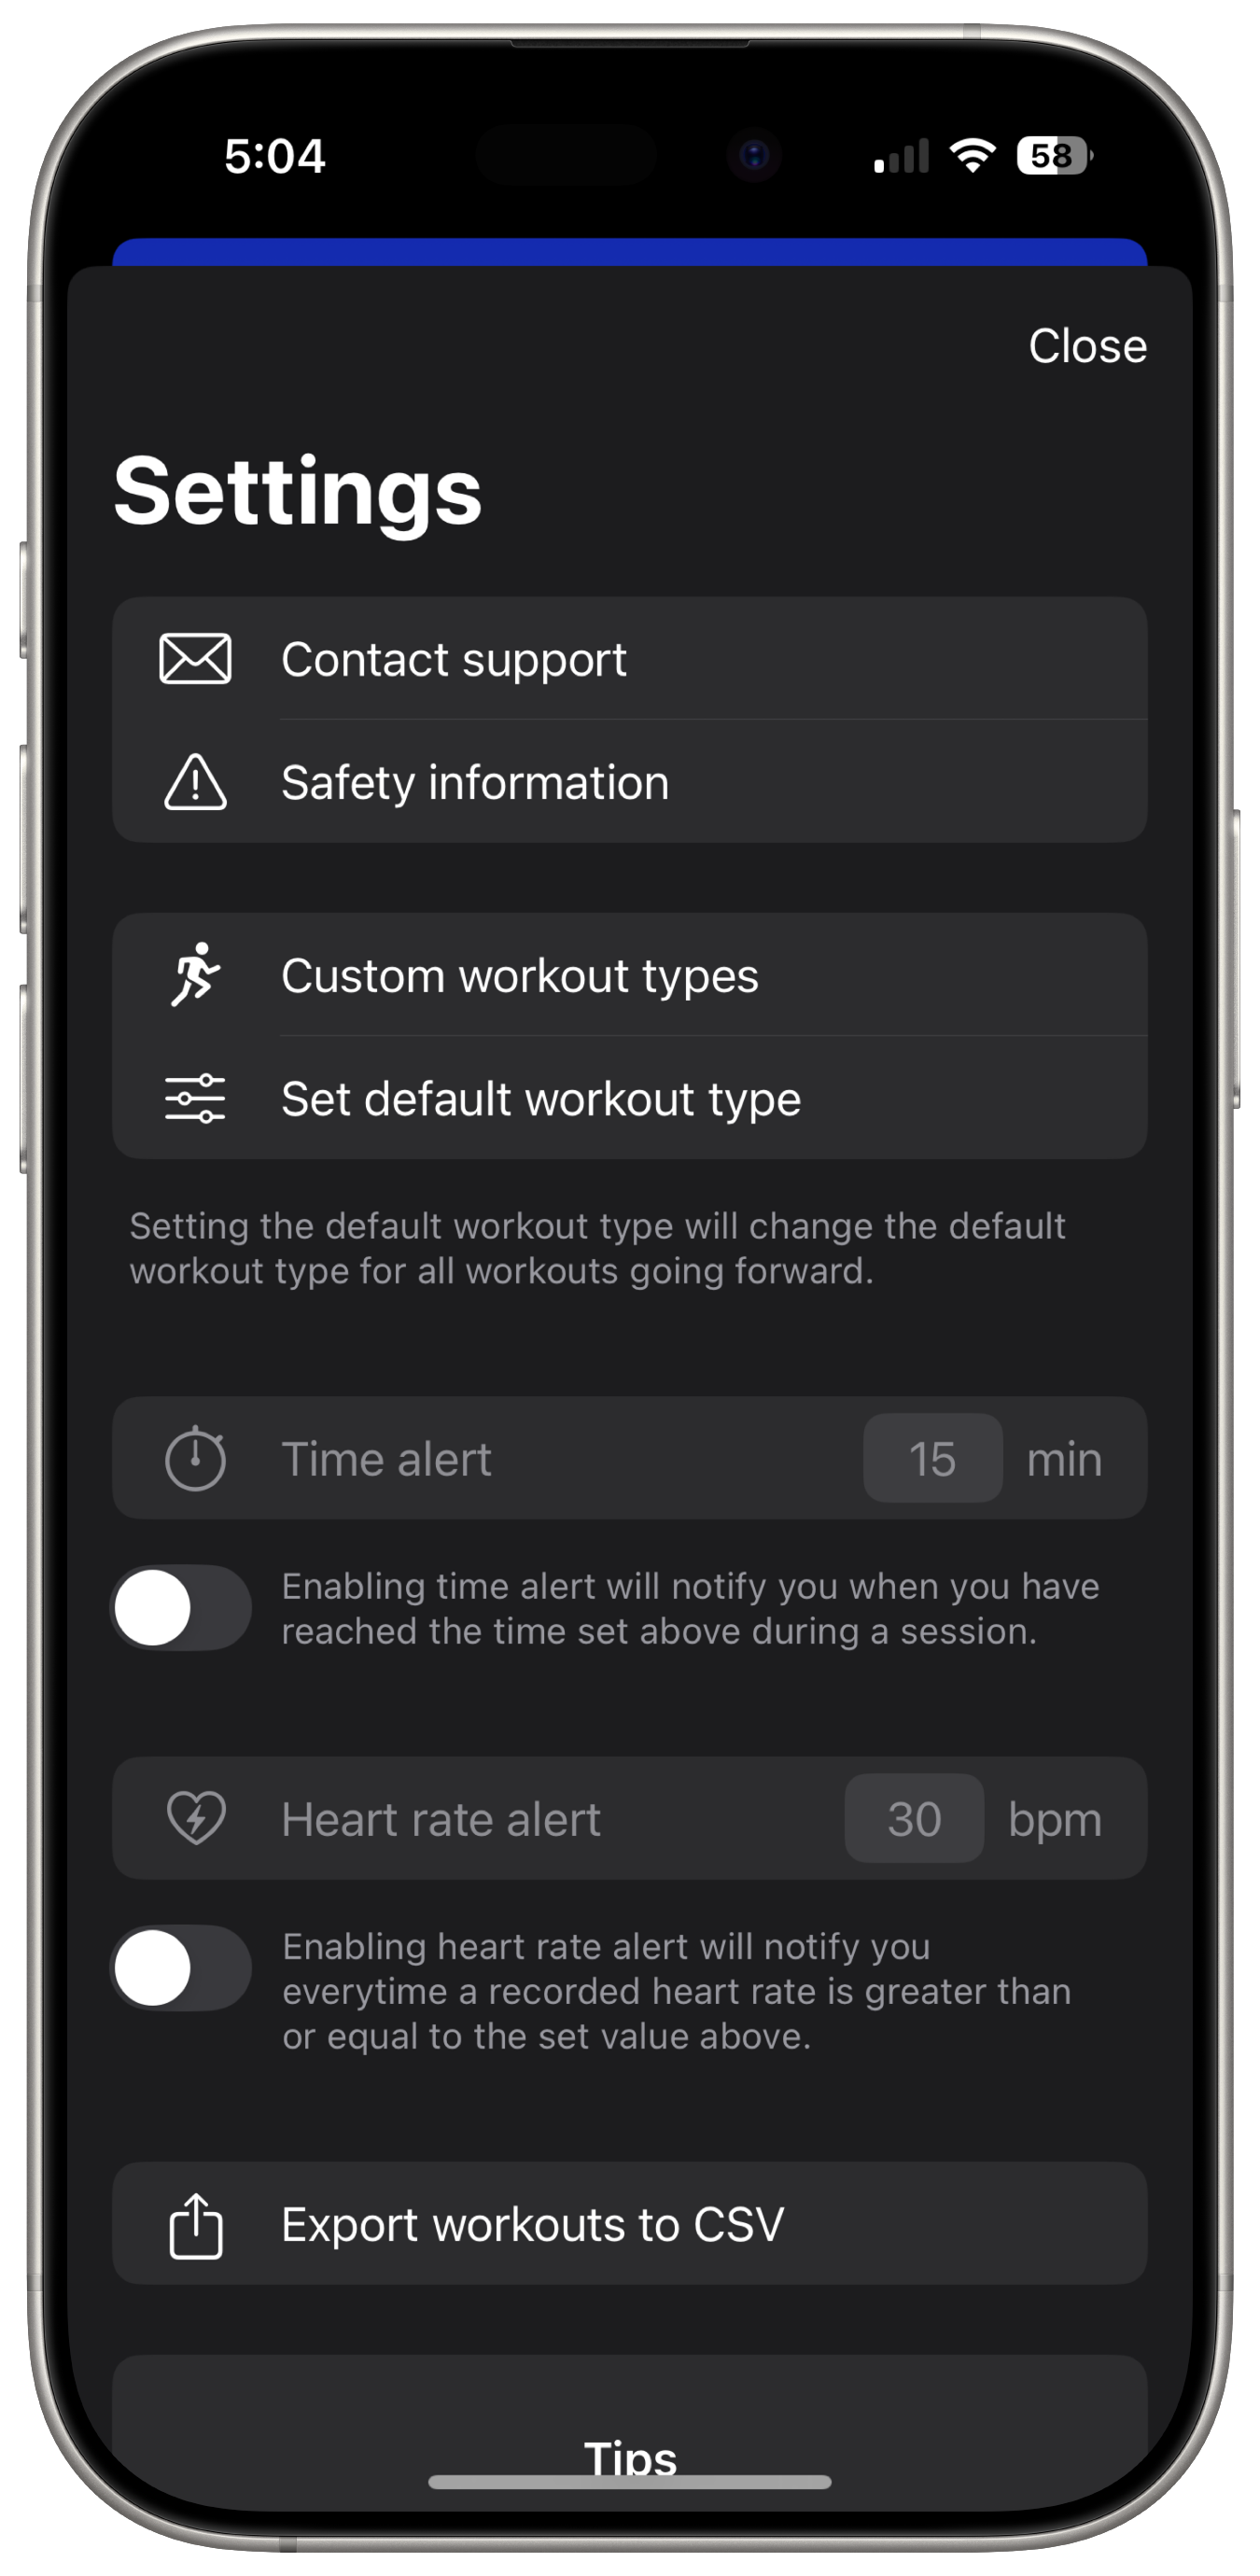 5:04
58
Close
Settings
Contact support
Safety information
Custom workout types
Set default workout type
Setting the default workout type will change the default
workout type for all workouts going forward.
Time alert 15 min
Enabling time alert will notify you when you have
reached the time set above during a session.
Heart rate alert 30 bpm
Enabling heart rate alert will notify you
everytime a recorded heart rate is greater than
or equal to the set value above.
Export workouts to CSV
Tips